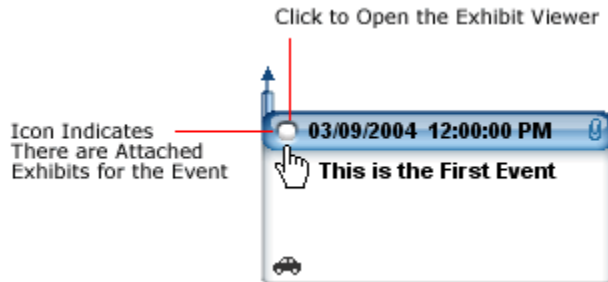 Click to Open the Exhibit Viewer
03/09/2004 12:00:00 PM
Icon Indicates
There are Attached
Exhibits for the Event
This is the First Event